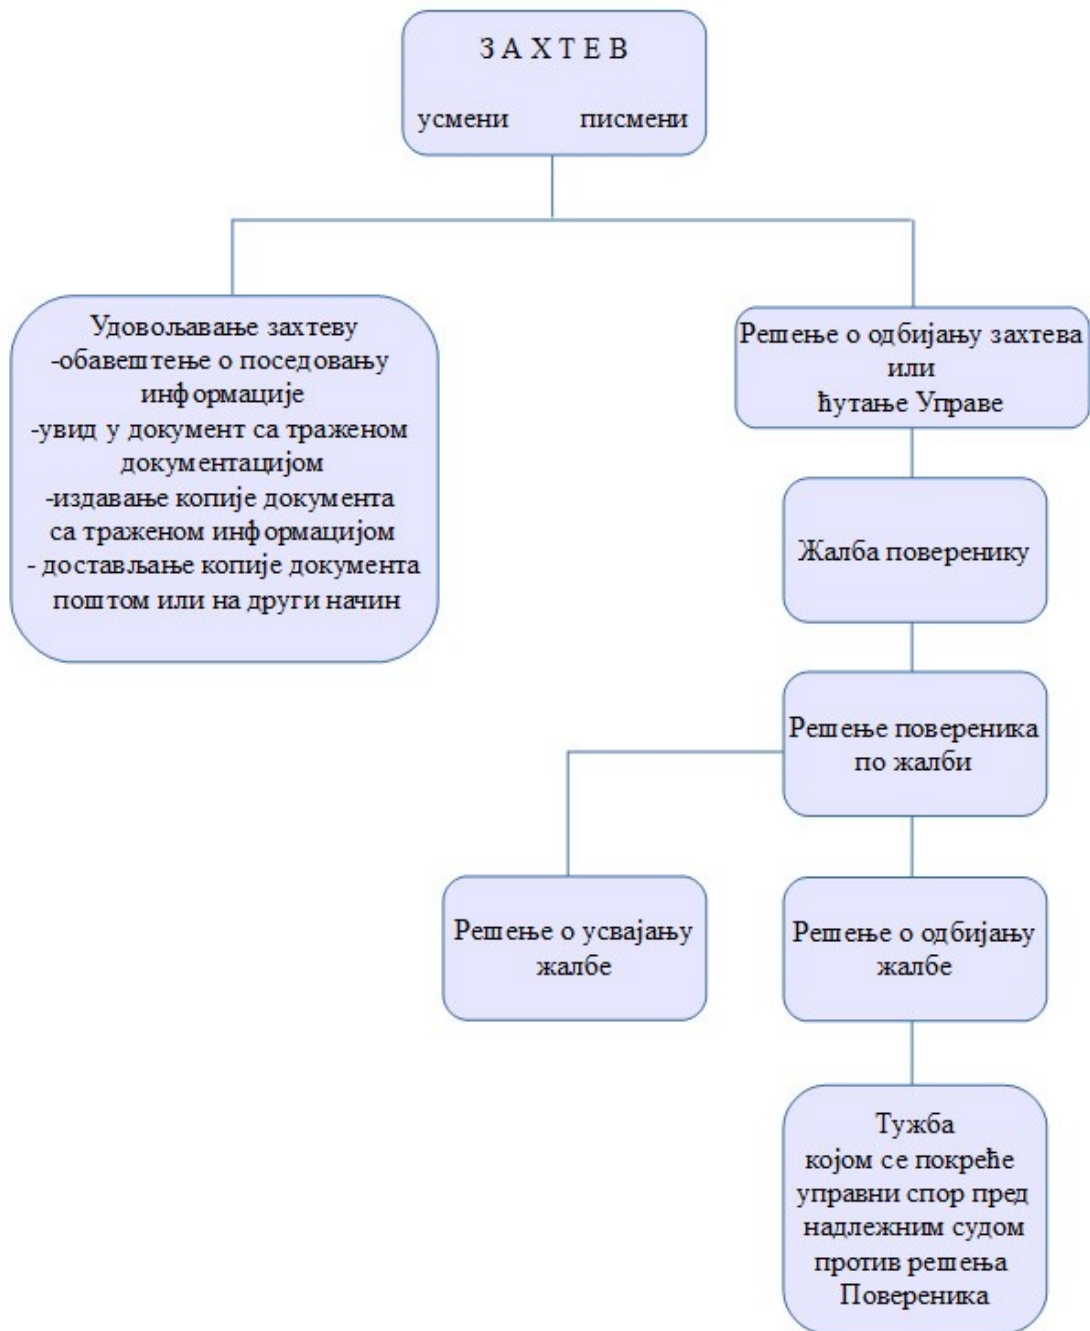 З А Х Т Е В
усмени писмени
Удовољавање захтеву
-обавештење о поседовању
информације
-увид у документ са траженом
документацијом
-издавање копије документа
са траженом информацијом
- достављање копије документа
поштом или на други начин
Решење о одбијању захтева
или
ћутање Управе
Жалба поверенику
Решење повереника
по жалби
Решење о усвајању
жалбе
Решење о одбијању
жалбе
Тужба
којом се покреће
управни спор пред
надлежним судом
против решења
Повереника